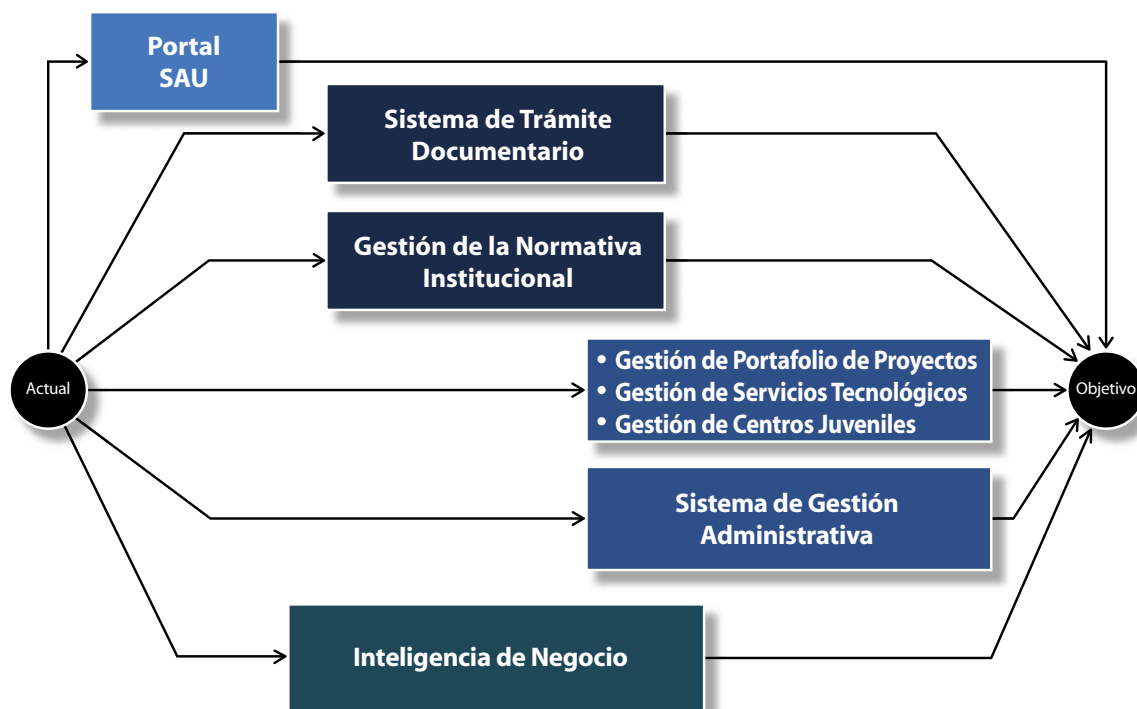 Portal
SAU
Sistema de Trámite
Documentario
Gestión de la Normativa
Institucional
Actual
• Gestión de Portafolio de Proyectos
• Gestión de Servicios Tecnológicos
• Gestión de Centros Juveniles
Objetivo
Sistema de Gestión
Administrativa
Inteligencia de Negocio